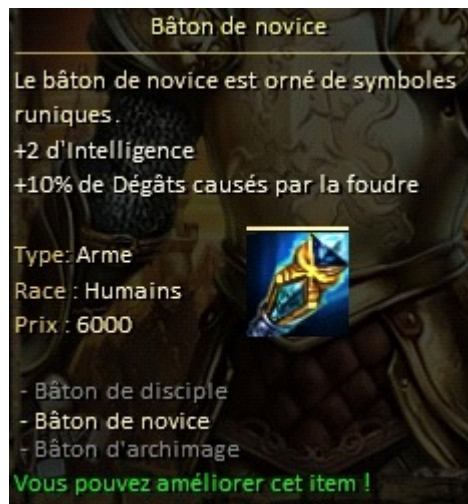 Bâton de novice
Le bâton de novice est orné de symboles
runiques.
+2 d'Intelligence
+10% de Dégâts causés par la foudre
Type: Arme
Race : Humains
Prix : 6000
- Bâton de disciple
- Bâton de novice
- Bâton d'archimage
Vous pouvez améliorer cet item !